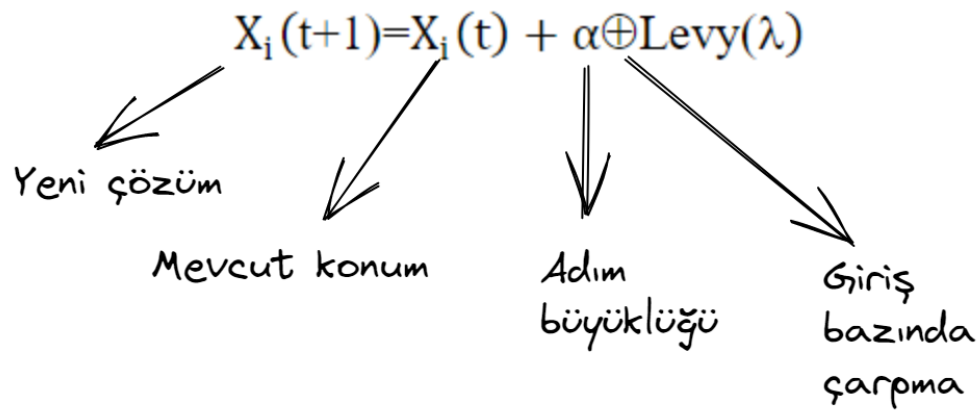 Xᵢ(t+1)=Xᵢ(t) + α⊕Levy(λ)
Yeni çözüm
Mevcut konum
Adım
büyüklüğü
Giriş
bazında
çarpma